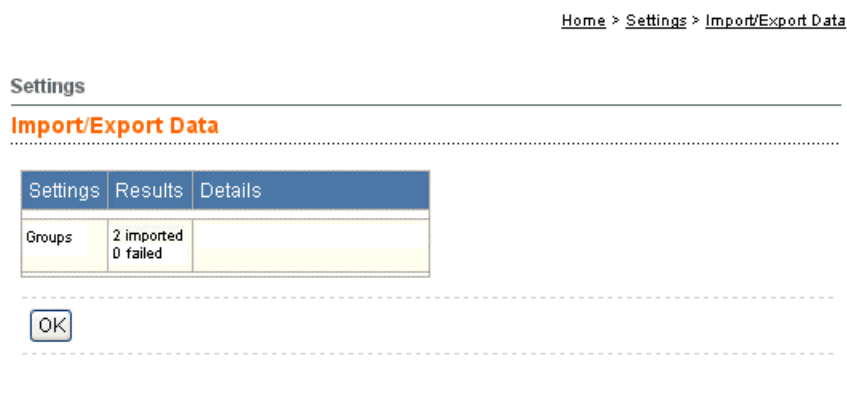 Home > Settings > Import/Export Data
Settings
Import/Export Data
Settings Results Details
Groups 2 imported
0 failed
OK